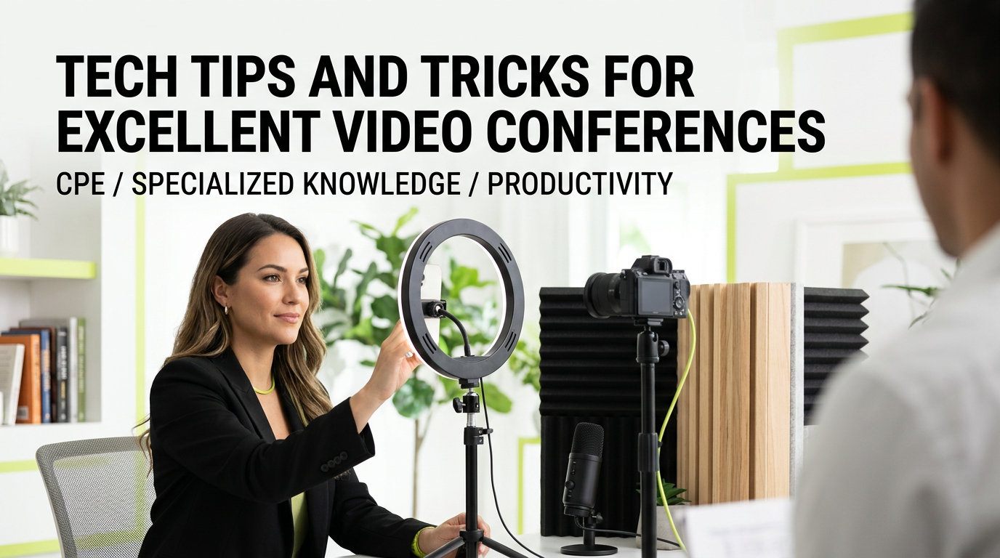 TECH TIPS AND TRICKS FOR
EXCELLENT VIDEO CONFERENCES
CPE / SPECIALIZED KNOWLEDGE / PRODUCTIVITY